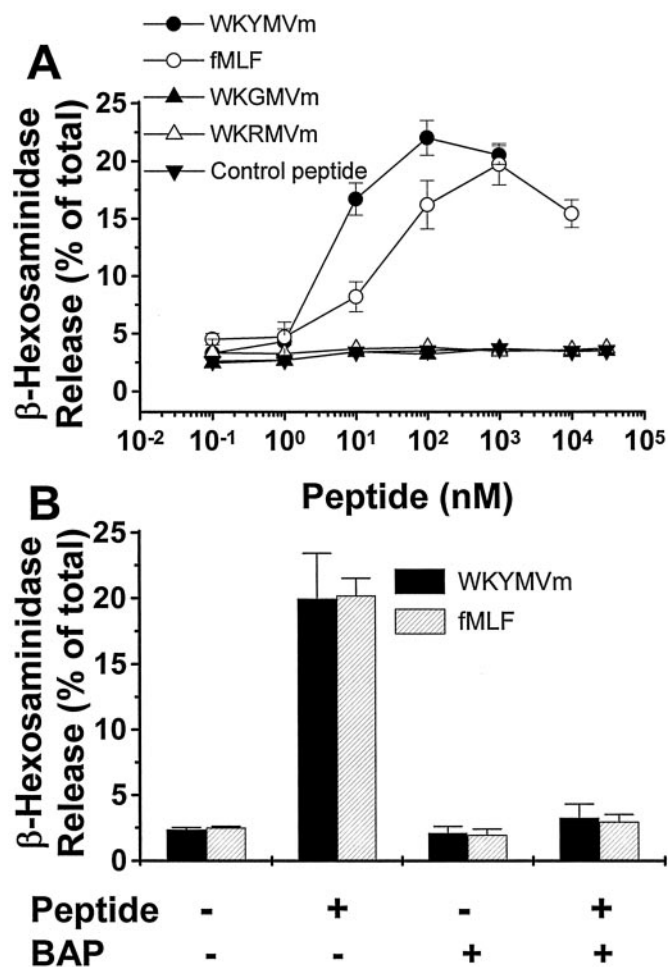 A
WKYMVm
fMLF
WKGMVm
WKRMVm
Control peptide
β-Hexosaminidase
Release (% of total)
25
20
15
10
5
0
10⁻² 10⁻¹ 10⁰ 10¹ 10² 10³ 10⁴ 10⁵
Peptide (nM)
B
β-Hexosaminidase
Release (% of total)
25
20
15
10
5
0
WKYMVm
fMLF
Peptide - + - +
BAP - - + +